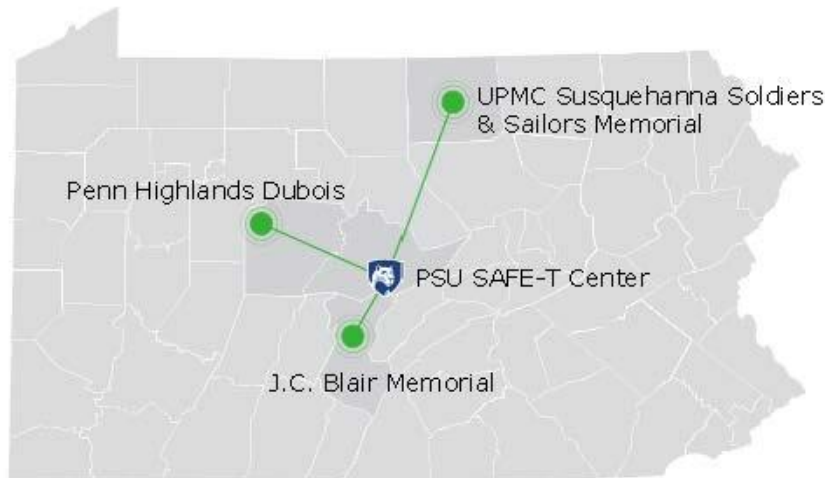 UPMC Susquehanna Soldiers
& Sailors Memorial
Penn Highlands Dubois
PSU SAFE-T Center
J.C. Blair Memorial